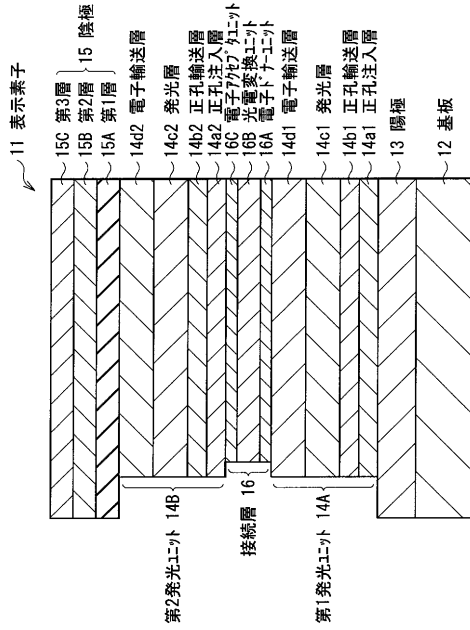 11 表示素子
15C 第3層
15B 第2層
15A 第1層
15 陰極
14d2 電子輸送層
14c2 発光層
14b2 正孔輸送層
14a2 正孔注入層
16C 電子アクセプタユニット
16B 光電変換ユニット
16A 電子ドナーユニット
14d1 電子輸送層
14c1 発光層
14b1 正孔輸送層
14a1 正孔注入層
13 陽極
12 基板
第2発光ユニット 14B
接続層 16
第1発光ユニット 14A